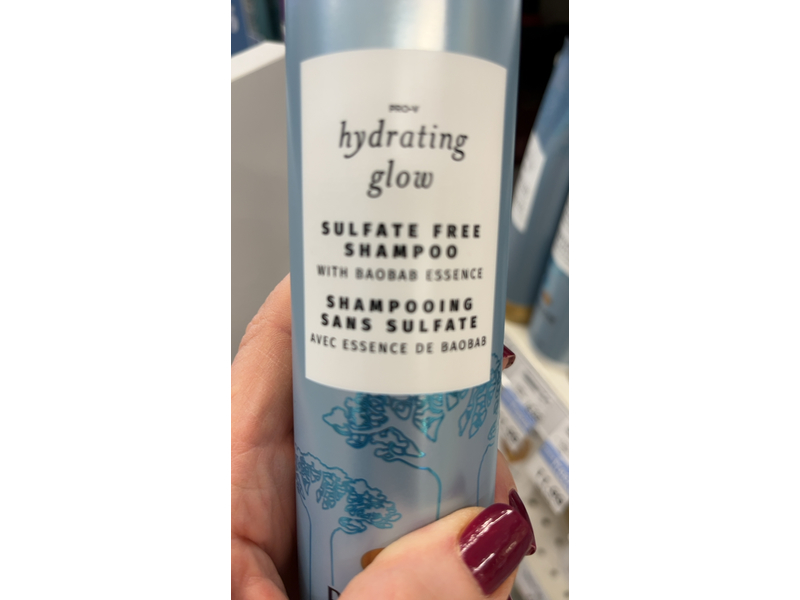 PRO-V
hydrating
glow
SULFATE FREE
SHAMPOO
WITH BAOBAB ESSENCE
SHAMPOOING
SANS SULFATE
AVEC ESSENCE DE BAOBAB